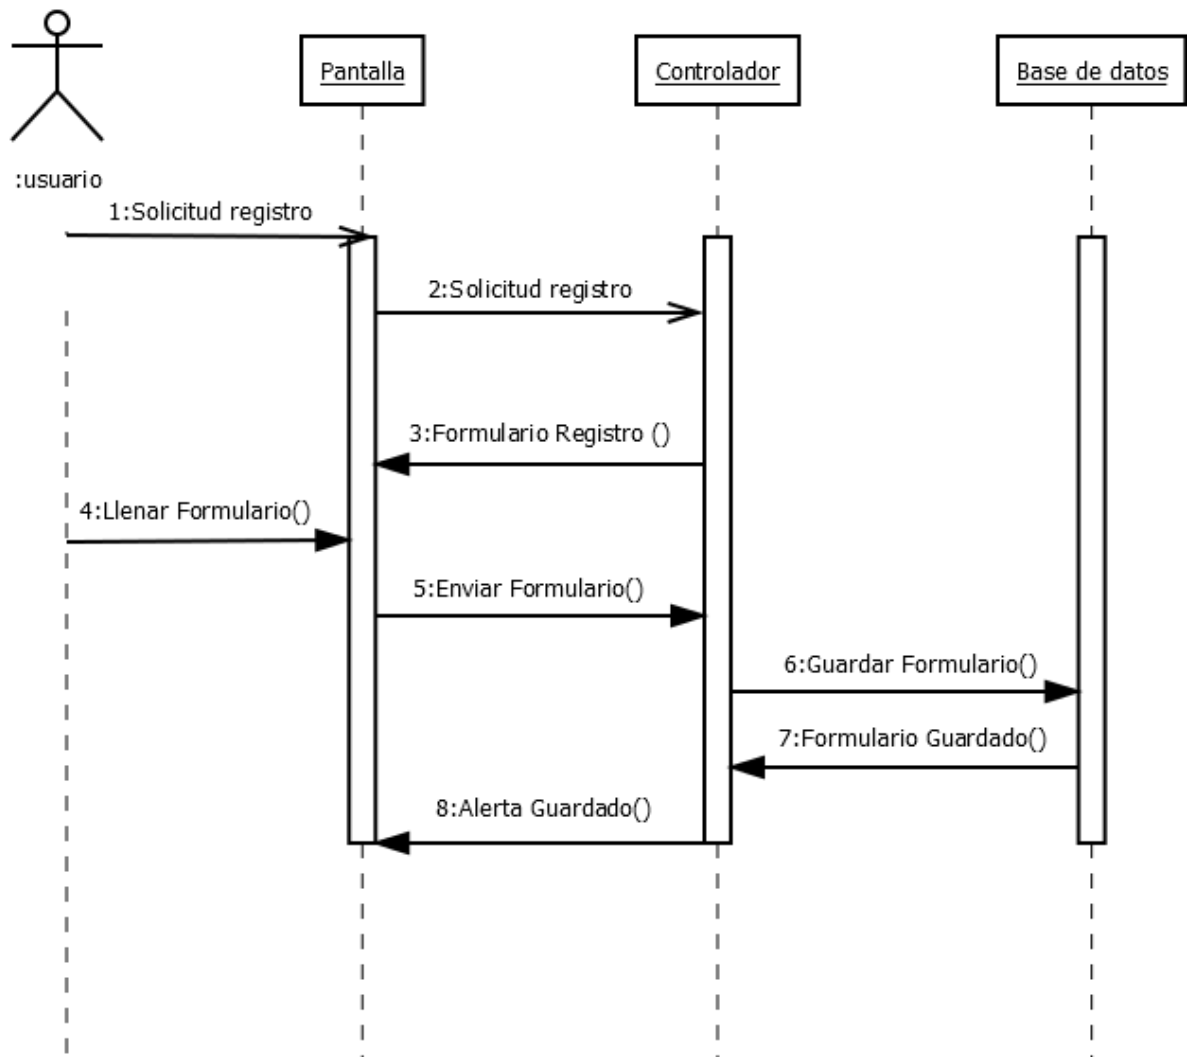 Pantalla
Controlador
Base de datos
:usuario
1:Solicitud registro
2:Solicitud registro
3:Formulario Registro ()
4:Llenar Formulario()
5:Enviar Formulario()
6:Guardar Formulario()
7:Formulario Guardado()
8:Alerta Guardado()